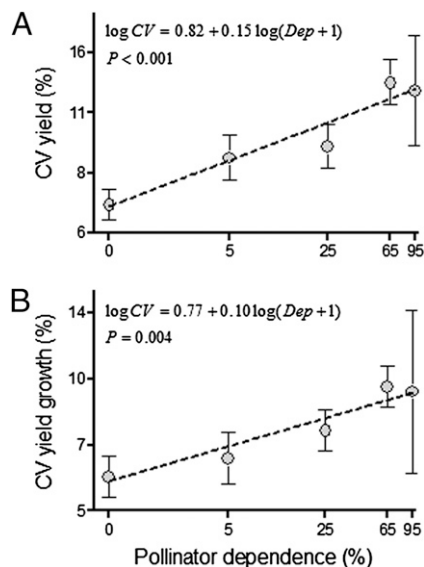 A
log CV = 0.82 + 0.15 log(Dep + 1)
P < 0.001
CV yield (%)
16
11
8
6
0 5 25 65 95
B
log CV = 0.77 + 0.10 log(Dep + 1)
P = 0.004
CV yield growth (%)
14
10
7
5
0 5 25 65 95
Pollinator dependence (%)